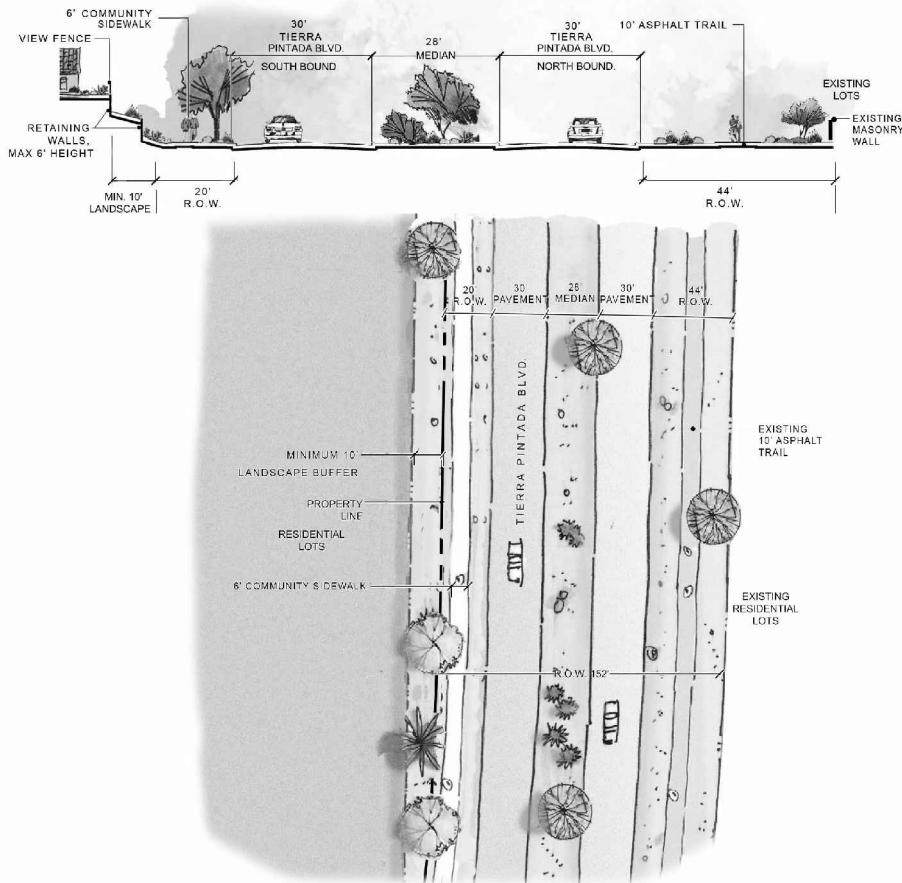 6' COMMUNITY
SIDEWALK
VIEW FENCE
RETAINING
WALLS,
MAX 6' HEIGHT
MIN. 10'
LANDSCAPE
20'
R.O.W.
30'
TIERRA
PINTADA BLVD.
SOUTH BOUND
28'
MEDIAN
30'
TIERRA
PINTADA BLVD.
NORTH BOUND.
10' ASPHALT TRAIL
EXISTING
LOTS
EXISTING
MASONRY
WALL
44'
R.O.W.
20'
R.O.W.
30
PAVEMENT
28'
MEDIAN
30'
PAVEMENT
44'
R.O.W.
TIERRA PINTADA BLVD.
EXISTING
10' ASPHALT
TRAIL
MINIMUM 10'
LANDSCAPE BUFFER
PROPERTY
LINE
RESIDENTIAL
LOTS
6' COMMUNITY SIDEWALK
EXISTING
RESIDENTIAL
LOTS
R.O.W. 152'